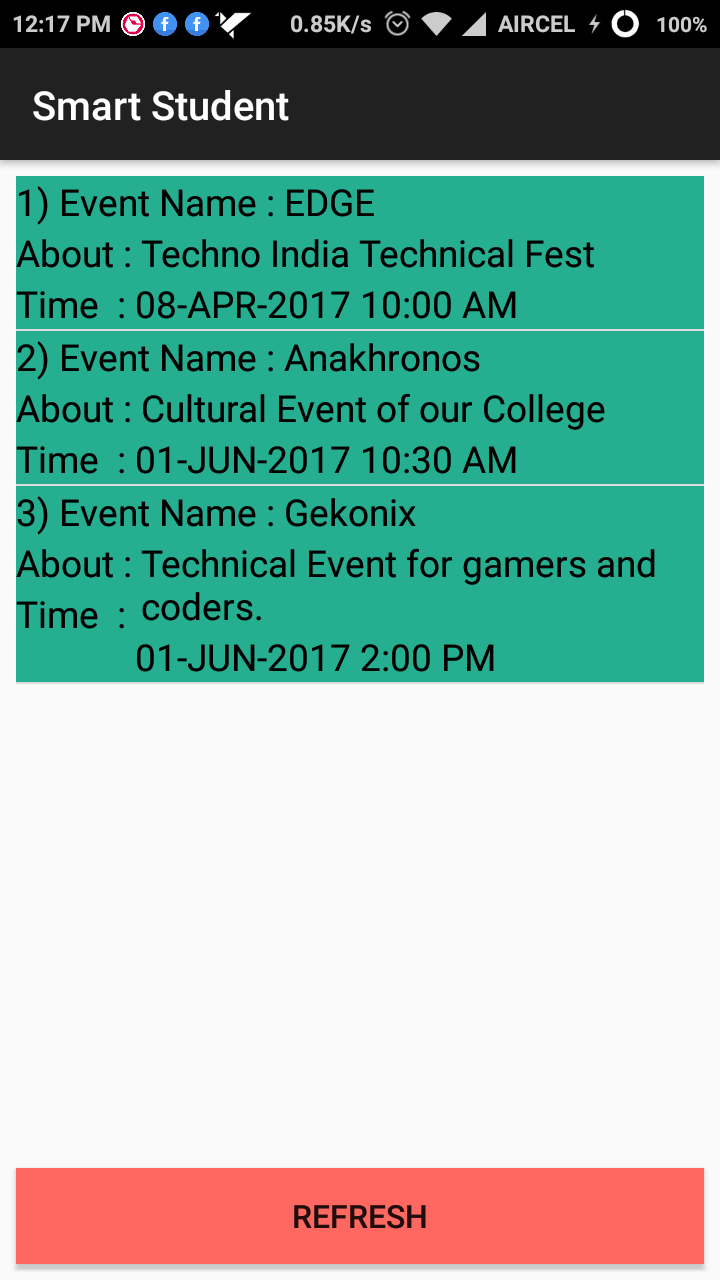 12:17 PM 0.85K/s AIRCEL 100%
Smart Student
1) Event Name : EDGE
About : Techno India Technical Fest
Time : 08-APR-2017 10:00 AM
2) Event Name : Anakhronos
About : Cultural Event of our College
Time : 01-JUN-2017 10:30 AM
3) Event Name : Gekonix
About : Technical Event for gamers and
coders.
Time :
01-JUN-2017 2:00 PM
REFRESH